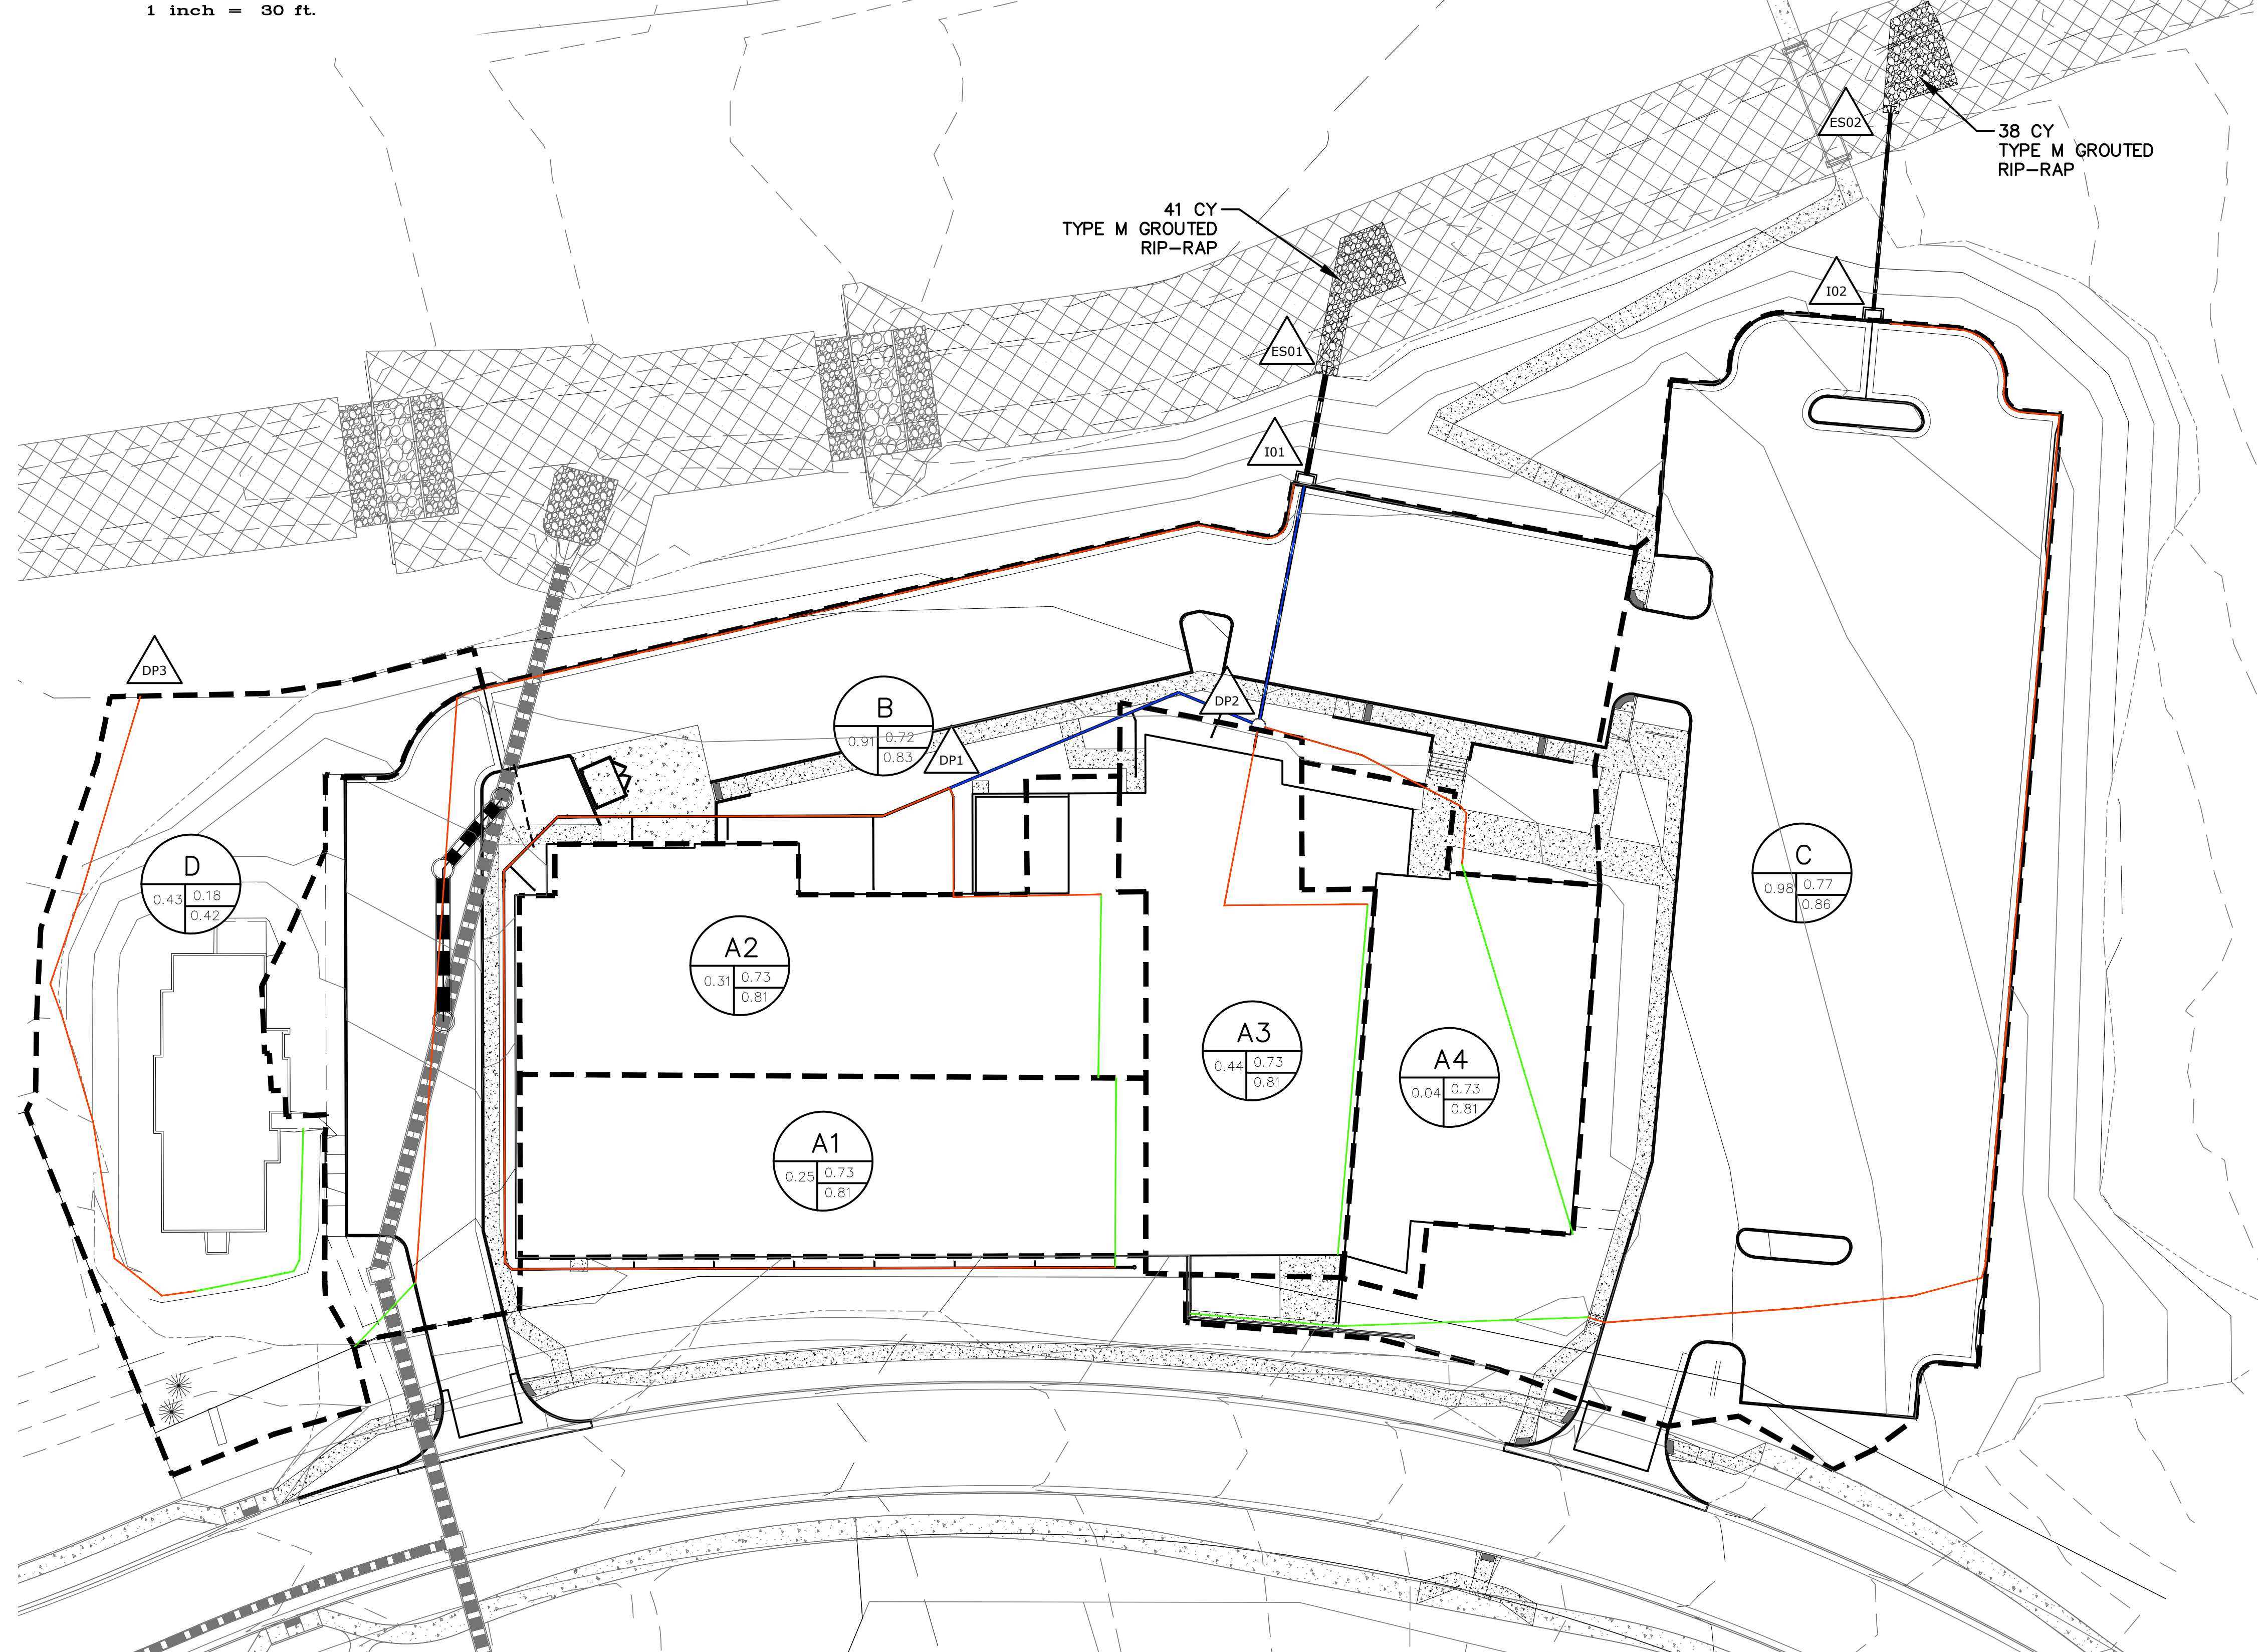 1 inch = 30 ft.
ES02
38 CY
TYPE M GROUTED
RIP-RAP
41 CY
TYPE M GROUTED
RIP-RAP
I02
ES01
I01
DP3
DP2
B
0.91 0.72
0.83
DP1
D
0.43 0.18
0.42
C
0.98 0.77
0.86
A2
0.31 0.73
0.81
A3
0.44 0.73
0.81
A4
0.04 0.73
0.81
A1
0.25 0.73
0.81